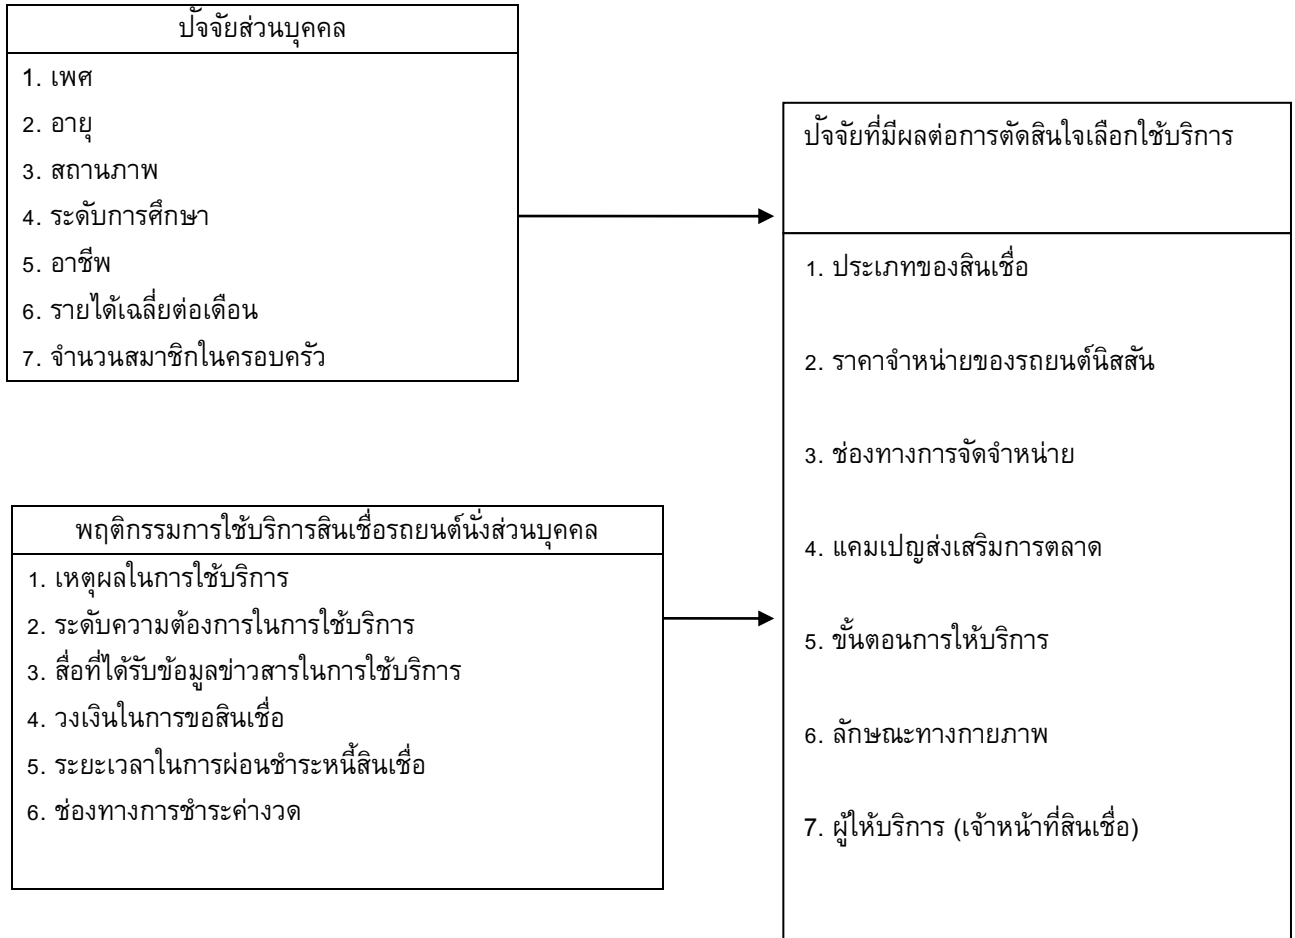 ปัจจัยส่วนบุคคล
1. เพศ
2. อายุ
3. สถานภาพ
4. ระดับการศึกษา
5. อาชีพ
6. รายได้เฉลี่ยต่อเดือน
7. จำนวนสมาชิกในครอบครัว
พฤติกรรมการใช้บริการสินเชื่อรถยนต์นั่งส่วนบุคคล
1. เหตุผลในการใช้บริการ
2. ระดับความต้องการในการใช้บริการ
3. สื่อที่ได้รับข้อมูลข่าวสารในการใช้บริการ
4. วงเงินในการขอสินเชื่อ
5. ระยะเวลาในการผ่อนชำระหนี้สินเชื่อ
6. ช่องทางการชำระค่างวด
ปัจจัยที่มีผลต่อการตัดสินใจเลือกใช้บริการ
1. ประเภทของสินเชื่อ
2. ราคาจำหน่ายของรถยนต์นิสสัน
3. ช่องทางการจัดจำหน่าย
4. แคมเปญส่งเสริมการตลาด
5. ขั้นตอนการให้บริการ
6. ลักษณะทางกายภาพ
7. ผู้ให้บริการ (เจ้าหน้าที่สินเชื่อ)